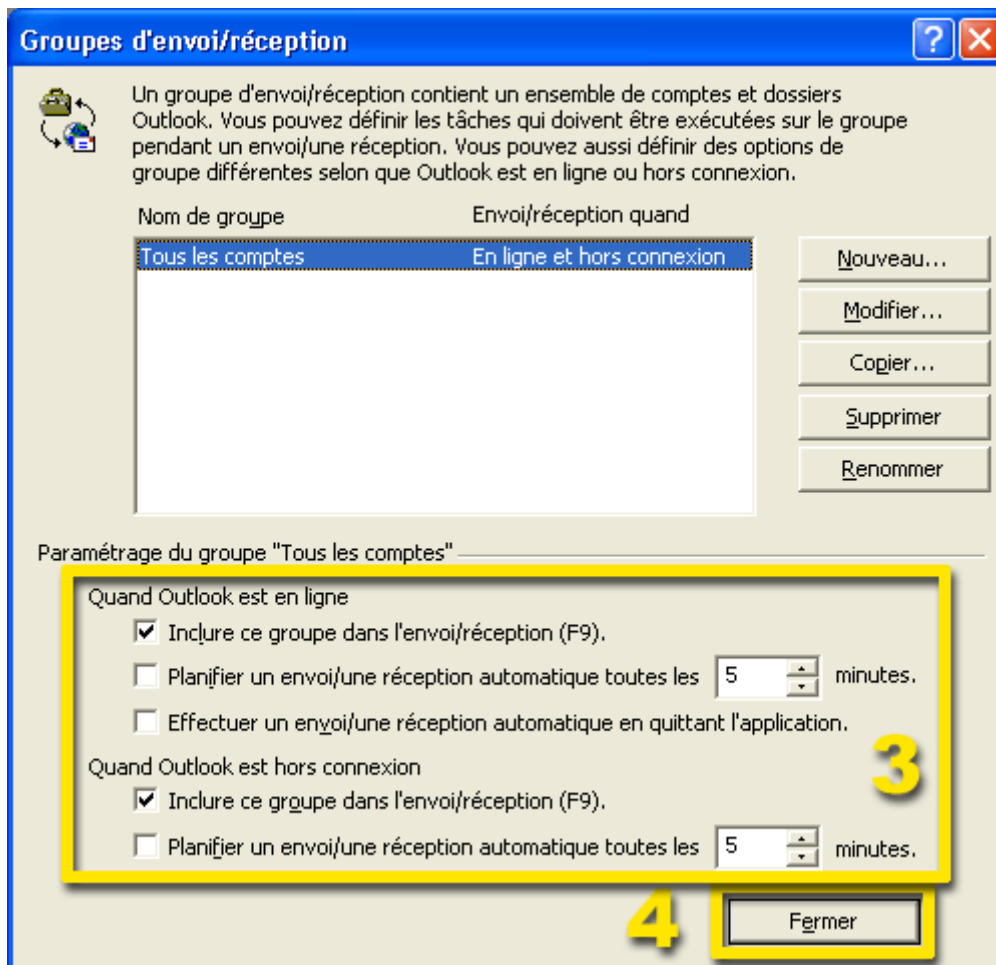 Groupes d'envoi/réception
Un groupe d'envoi/réception contient un ensemble de comptes et dossiers
Outlook. Vous pouvez définir les tâches qui doivent être exécutées sur le groupe
pendant un envoi/une réception. Vous pouvez aussi définir des options de
groupe différentes selon que Outlook est en ligne ou hors connexion.
Nom de groupe Envoi/réception quand
Tous les comptes En ligne et hors connexion
Nouveau...
Modifier...
Copier...
Supprimer
Renommer
Paramétrage du groupe "Tous les comptes"
Quand Outlook est en ligne
Inclure ce groupe dans l'envoi/réception (F9).
Planifier un envoi/une réception automatique toutes les 5 minutes.
Effectuer un envoi/une réception automatique en quittant l'application.
Quand Outlook est hors connexion
3
Inclure ce groupe dans l'envoi/réception (F9).
Planifier un envoi/une réception automatique toutes les 5 minutes.
4
Fermer